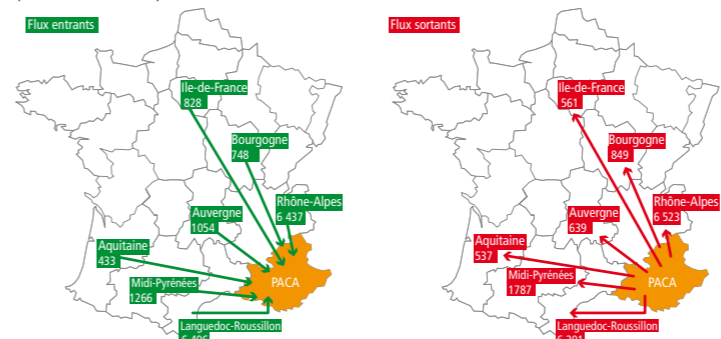 Flux entrants
Ile-de-France
828
Bourgogne
748
Rhône-Alpes
6 437
Auvergne
1054
Aquitaine
433
Midi-Pyrénées
1266
PACA
Languedoc-Roussillon
Flux sortants
Ile-de-France
561
Bourgogne
849
Rhône-Alpes
6 523
Auvergne
639
Aquitaine
537
Midi-Pyrénées
1787
PACA
Languedoc-Roussillon